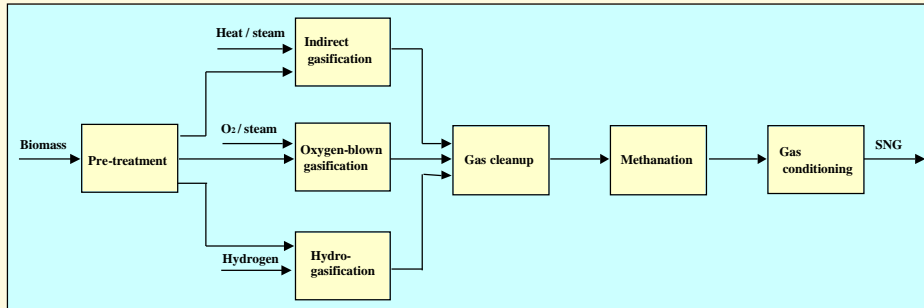 Heat / steam
Indirect
gasification
Biomass
Pre-treatment
O2 / steam
Oxygen-blown
gasification
Hydrogen
Hydro-
gasification
Gas cleanup
Methanation
Gas
conditioning
SNG